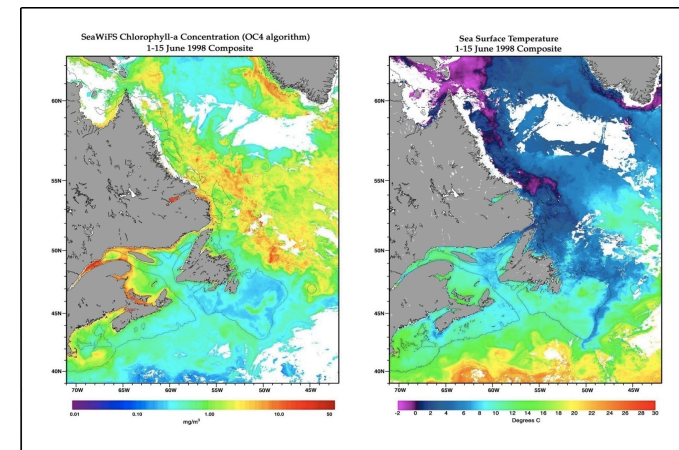 SeaWiFS Chlorophyll-a Concentration (OC4 algorithm)
1-15 June 1998 Composite
60N
55N
50N
45N
40N
70W 65W 60W 55W 50W 45W
0.01 0.10 1.00 10.0 50
mg/m³
Sea Surface Temperature
1-15 June 1998 Composite
60N
55N
50N
45N
40N
70W 65W 60W 55W 50W 45W
-2 0 2 4 6 8 10 12 14 16 18 20 22 24 26 28 30
Degrees C